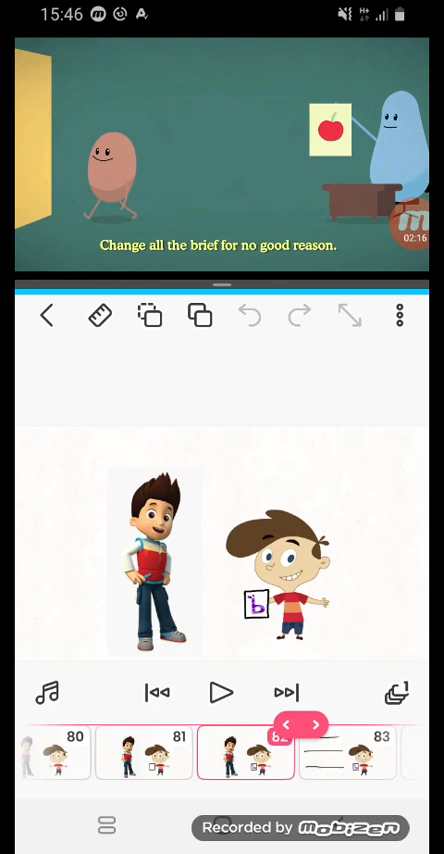 15:46
H+
Change all the brief for no good reason.
m
02:16
b
80
81
82
83
Recorded by Mobizen